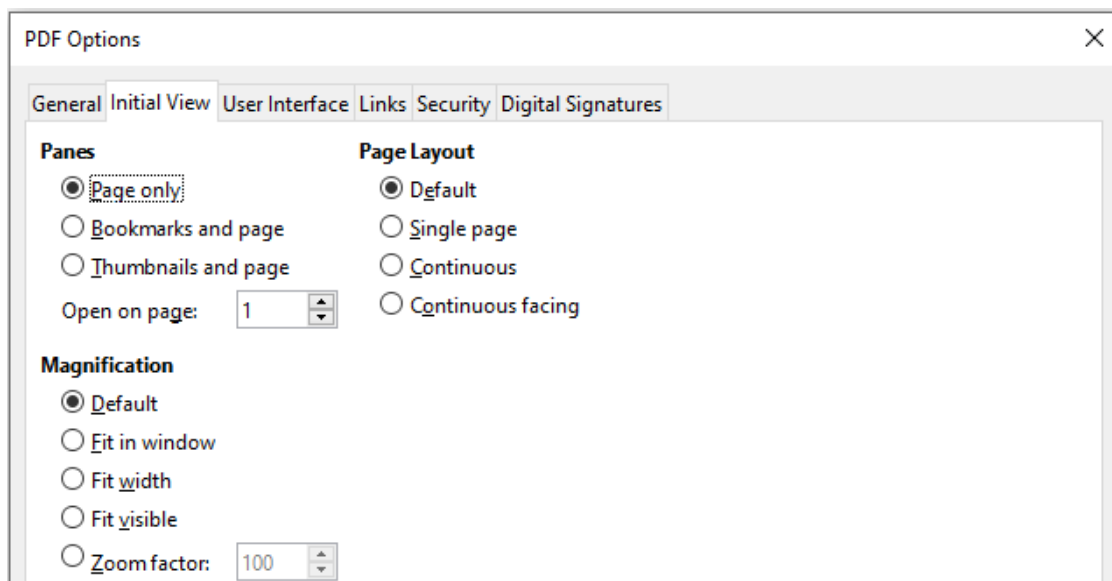 PDF Options
General Initial View User Interface Links Security Digital Signatures
Panes
Page only
Bookmarks and page
Thumbnails and page
Open on page: 1
Page Layout
Default
Single page
Continuous
Continuous facing
Magnification
Default
Fit in window
Fit width
Fit visible
Zoom factor: 100